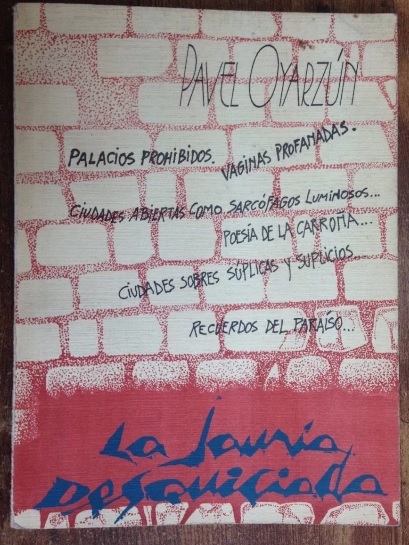 PAVEL OYARZÚN
PALACIOS PROHIBIDOS. VAGINAS PROFANADAS.
CIUDADES ABIERTAS COMO SARCÓFAGOS LUMINOSOS...
POESÍA DE LA CARROÑA...
CIUDADES SOBRES SÚPLICAS Y SUPLICIOS...
RECUERDOS DEL PARAÍSO...
La Jauría
Desquiciada